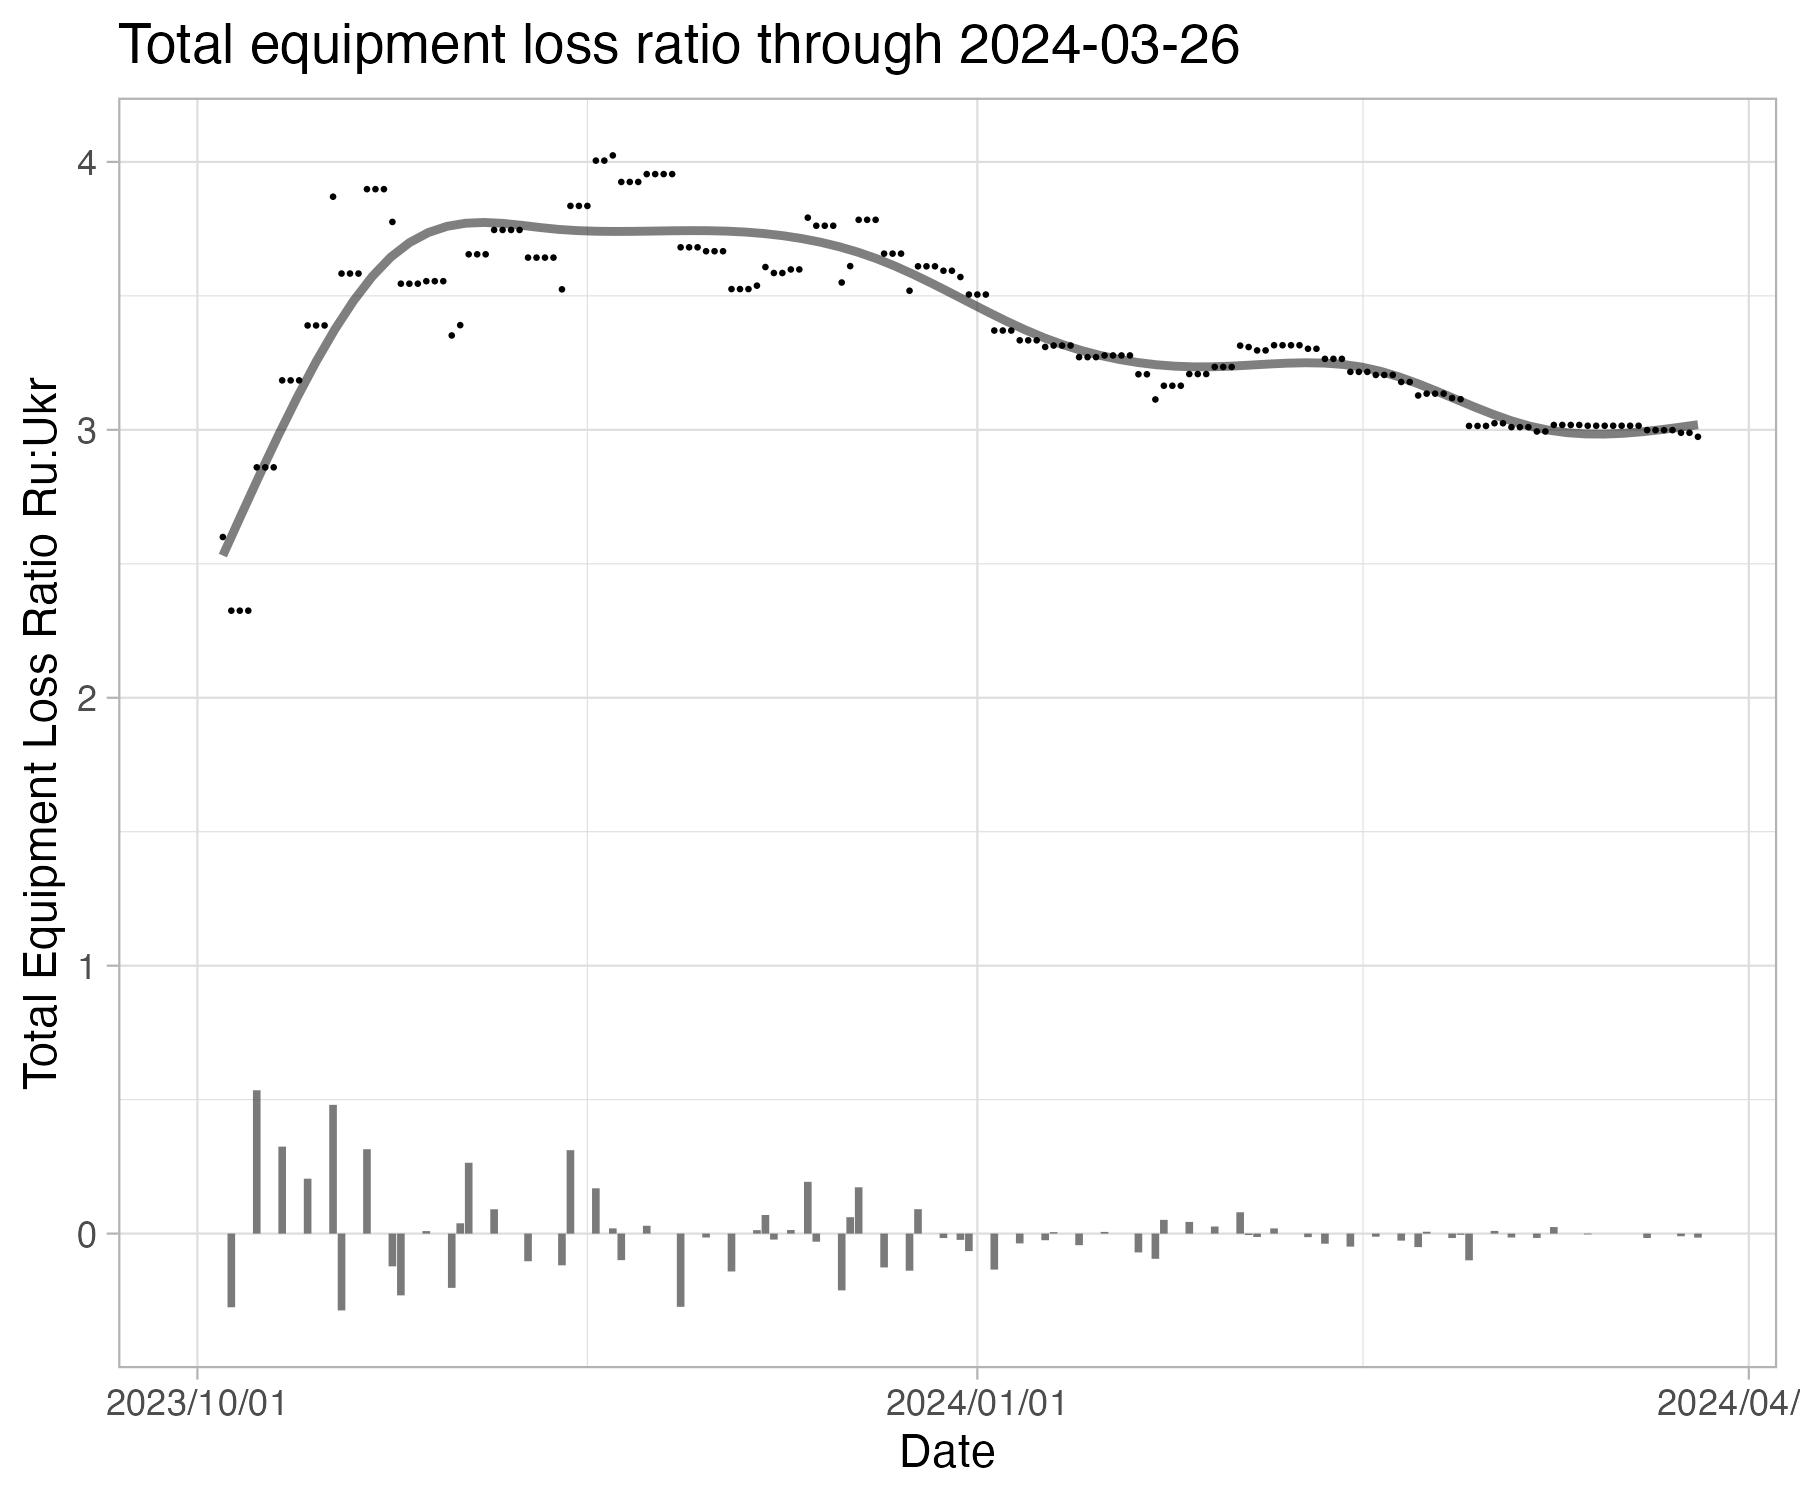 Total equipment loss ratio through 2024-03-26
Total Equipment Loss Ratio Ru:Ukr
4
3
2
1
0
2023/10/01
2024/01/01
2024/04/
Date